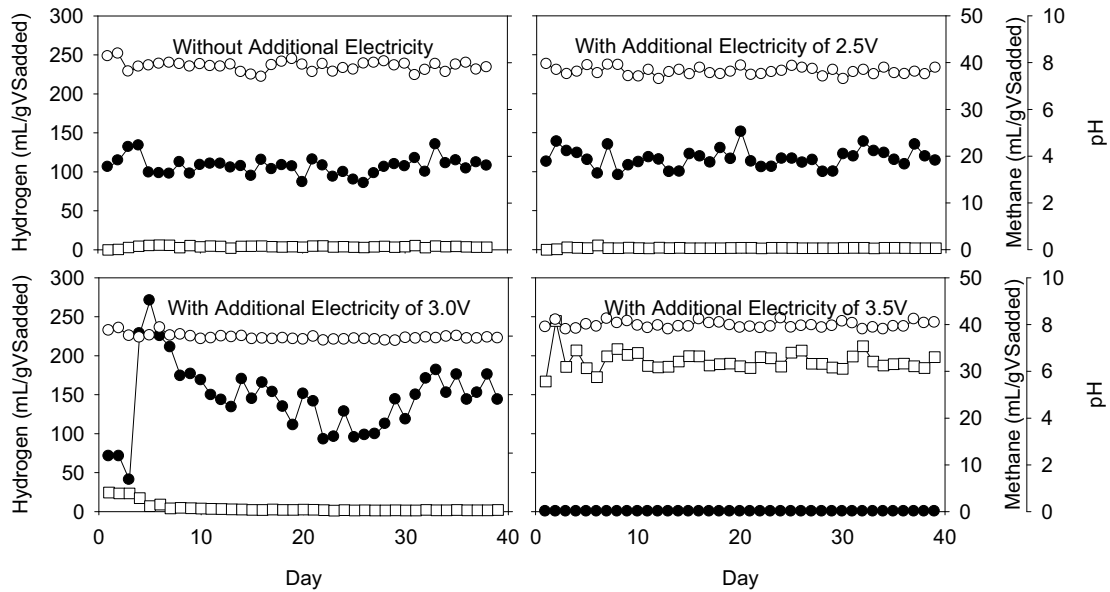 Without Additional Electricity
With Additional Electricity of 2.5V
Hydrogen (mL/gVSadded)
300
250
200
150
100
50
0
50
40
30
20
10
0
Methane (mL/gVSadded)
10
8
6
4
2
0
pH
With Additional Electricity of 3.0V
With Additional Electricity of 3.5V
Hydrogen (mL/gVSadded)
300
250
200
150
100
50
0
50
40
30
20
10
0
Methane (mL/gVSadded)
10
8
6
4
2
0
pH
0 10 20 30 40
0 10 20 30 40
Day
Day